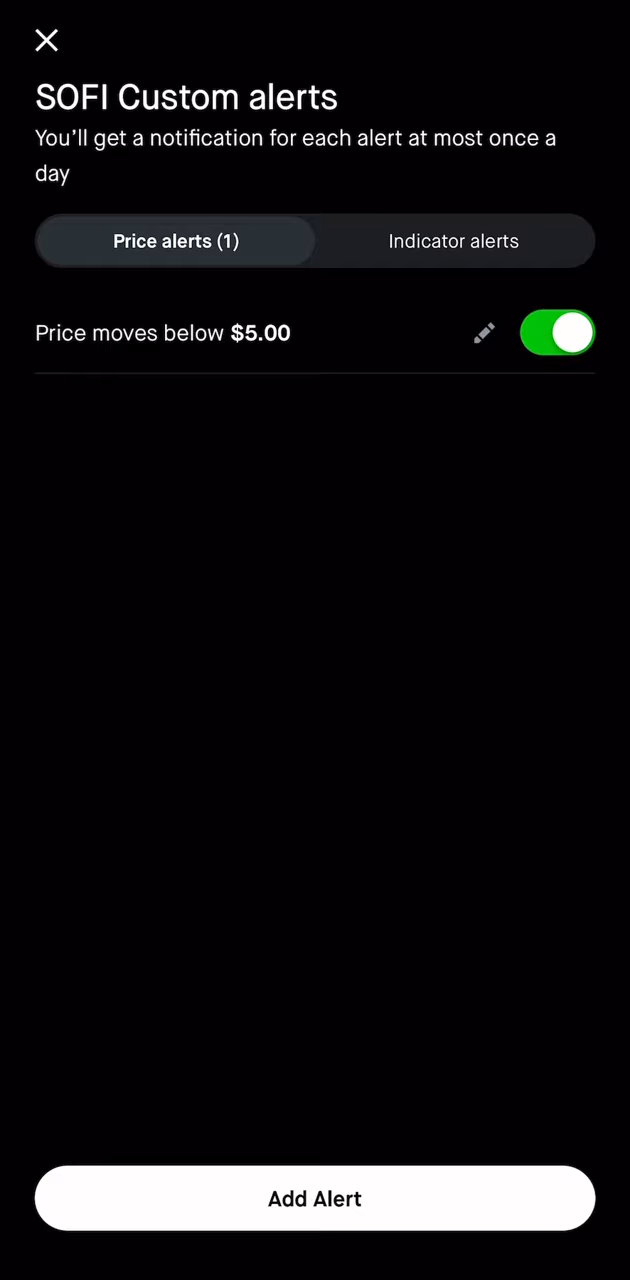 SOFI Custom alerts
You’ll get a notification for each alert at most once a
day
Price alerts (1)
Indicator alerts
Price moves below $5.00
Add Alert